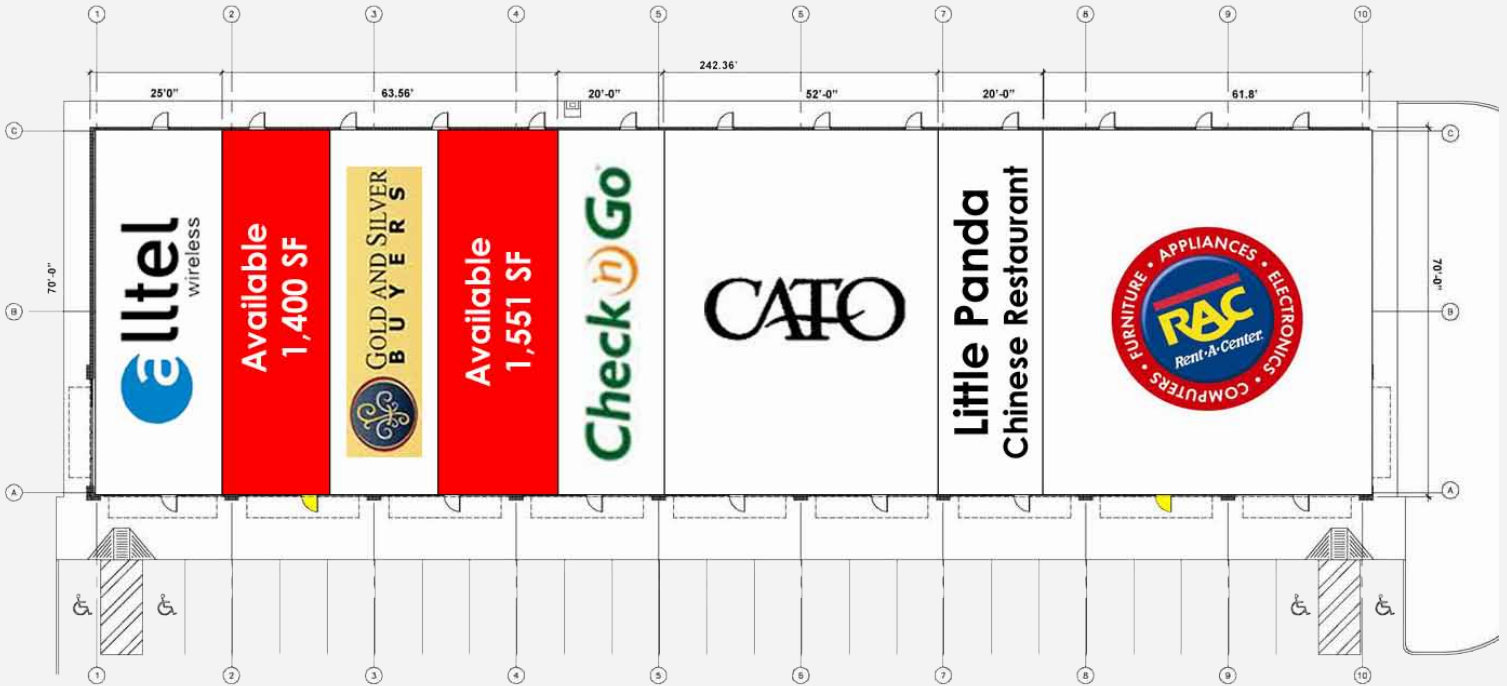 1 2 3 4 5 6 7 8 9 10
242.36'
25'0" 63.56' 20'-0" 52'-0" 20'-0" 61.8'
C C
B B
A A
70'-0"
70'-0"
alltel
wireless
Available
1,400 SF
GOLD AND SILVER
BUYERS
Available
1,551 SF
Check 'n Go
CATO
Little Panda
Chinese Restaurant
FURNITURE • APPLIANCES • ELECTRONICS • COMPUTERS •
RAC
Rent-A-Center
1 2 3 4 5 6 7 8 9 10